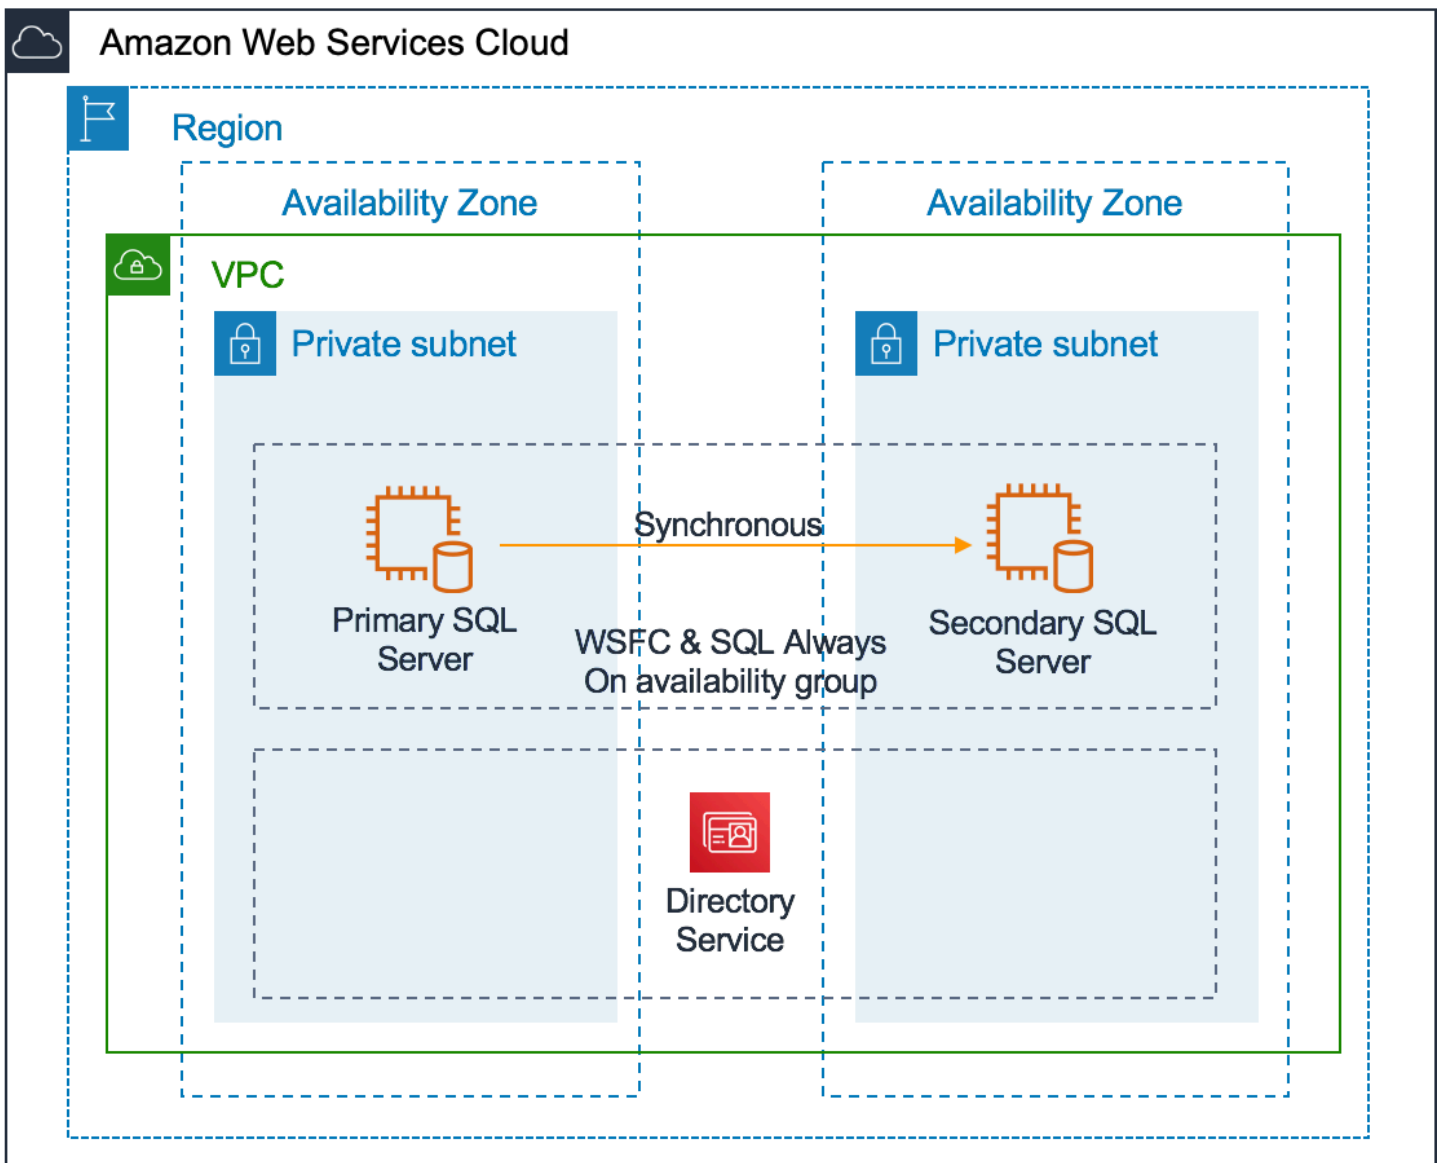 Amazon Web Services Cloud
Region
Availability Zone
Availability Zone
VPC
Private subnet
Private subnet
Synchronous
Primary SQL
Server
Secondary SQL
Server
WSFC & SQL Always
On availability group
Directory
Service